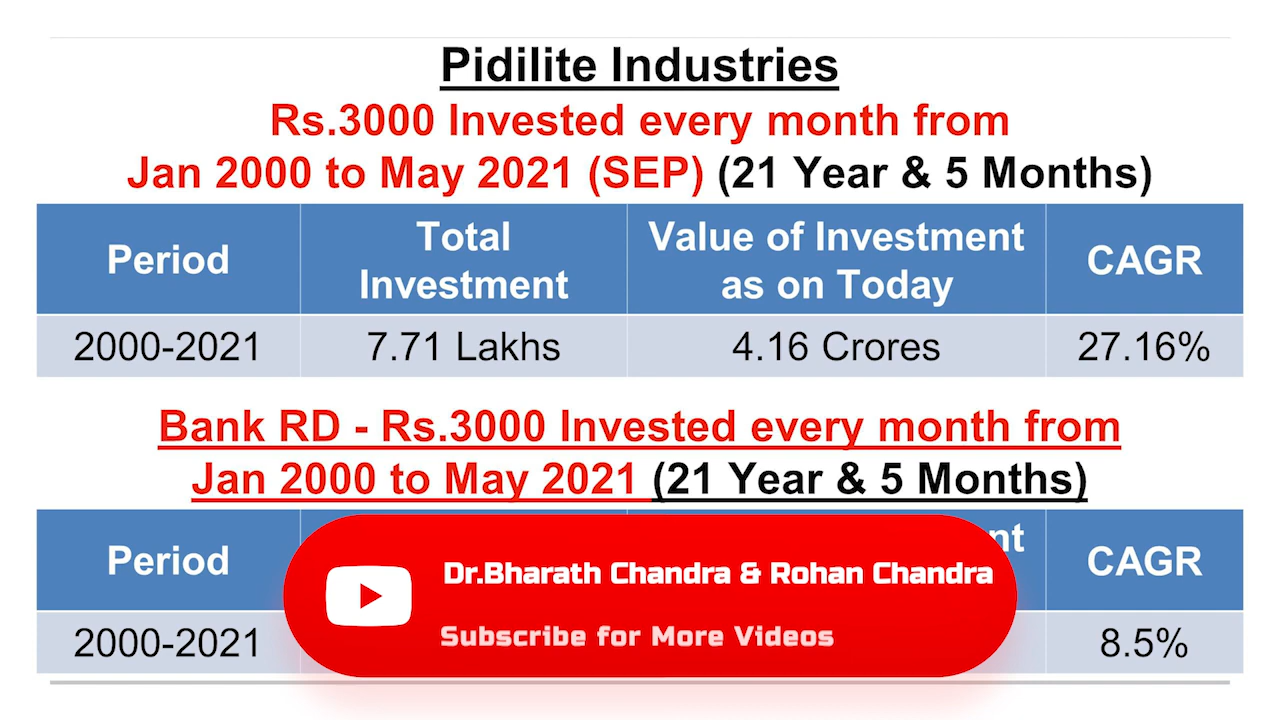 Pidilite Industries
Rs.3000 Invested every month from
Jan 2000 to May 2021 (SEP) (21 Year & 5 Months)
Period
Total
Investment
Value of Investment
as on Today
CAGR
2000-2021
7.71 Lakhs
4.16 Crores
27.16%
Bank RD - Rs.3000 Invested every month from
Jan 2000 to May 2021 (21 Year & 5 Months)
Period
CAGR
Dr.Bharath Chandra & Rohan Chandra
Subscribe for More Videos
2000-2021
8.5%